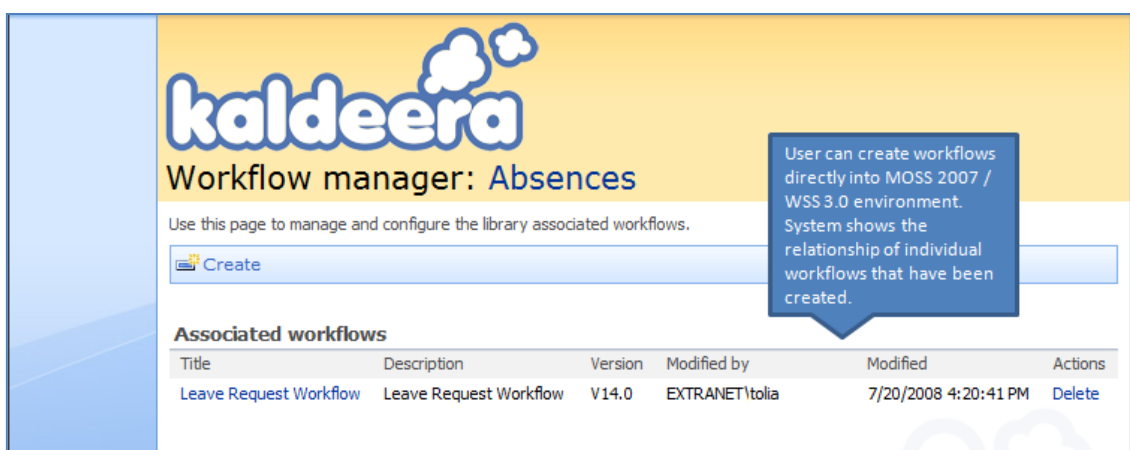 kaldeera
Workflow manager: Absences
User can create workflows
directly into MOSS 2007 /
WSS 3.0 environment.
System shows the
relationship of individual
workflows that have been
created.
Use this page to manage and configure the library associated workflows.
Create
Associated workflows
Title Description Version Modified by Modified Actions
Leave Request Workflow Leave Request Workflow V14.0 EXTRANET\tolia 7/20/2008 4:20:41 PM Delete